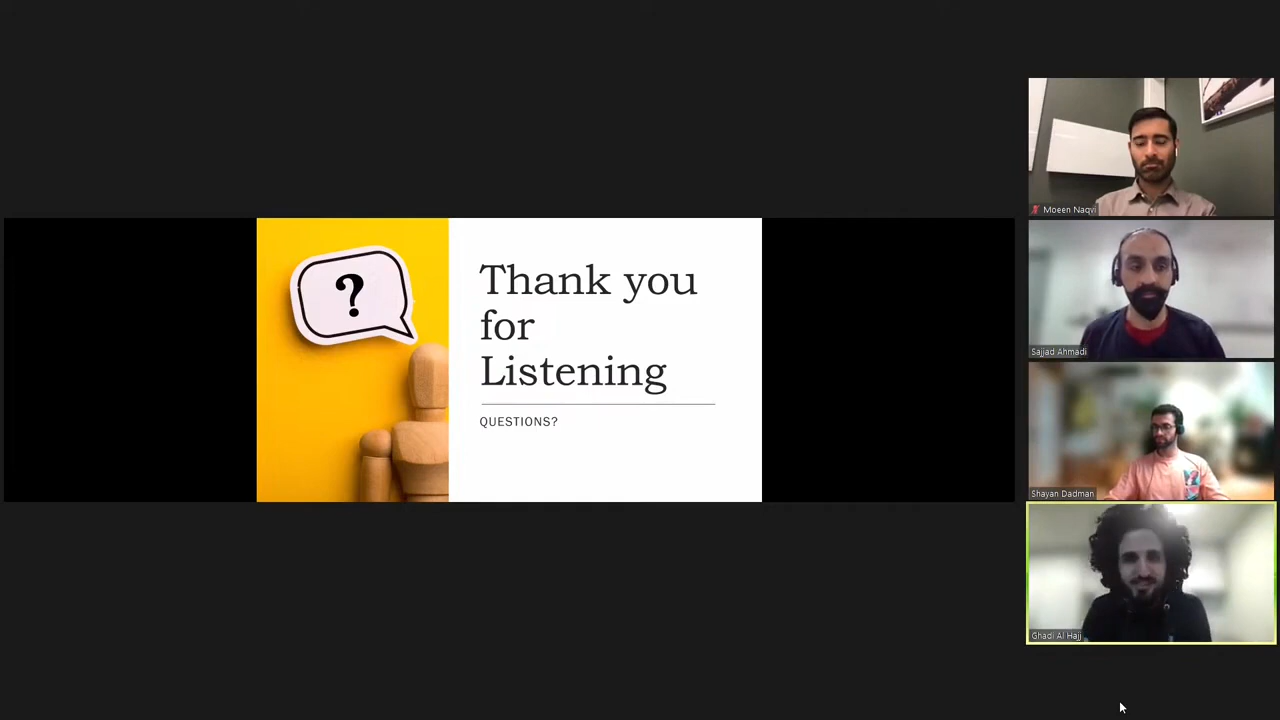 ?
Thank you
for
Listening
QUESTIONS?
Moeen Naqvi
Sajjad Ahmadi
Shayan Dadman
Ghadi Al Hajj